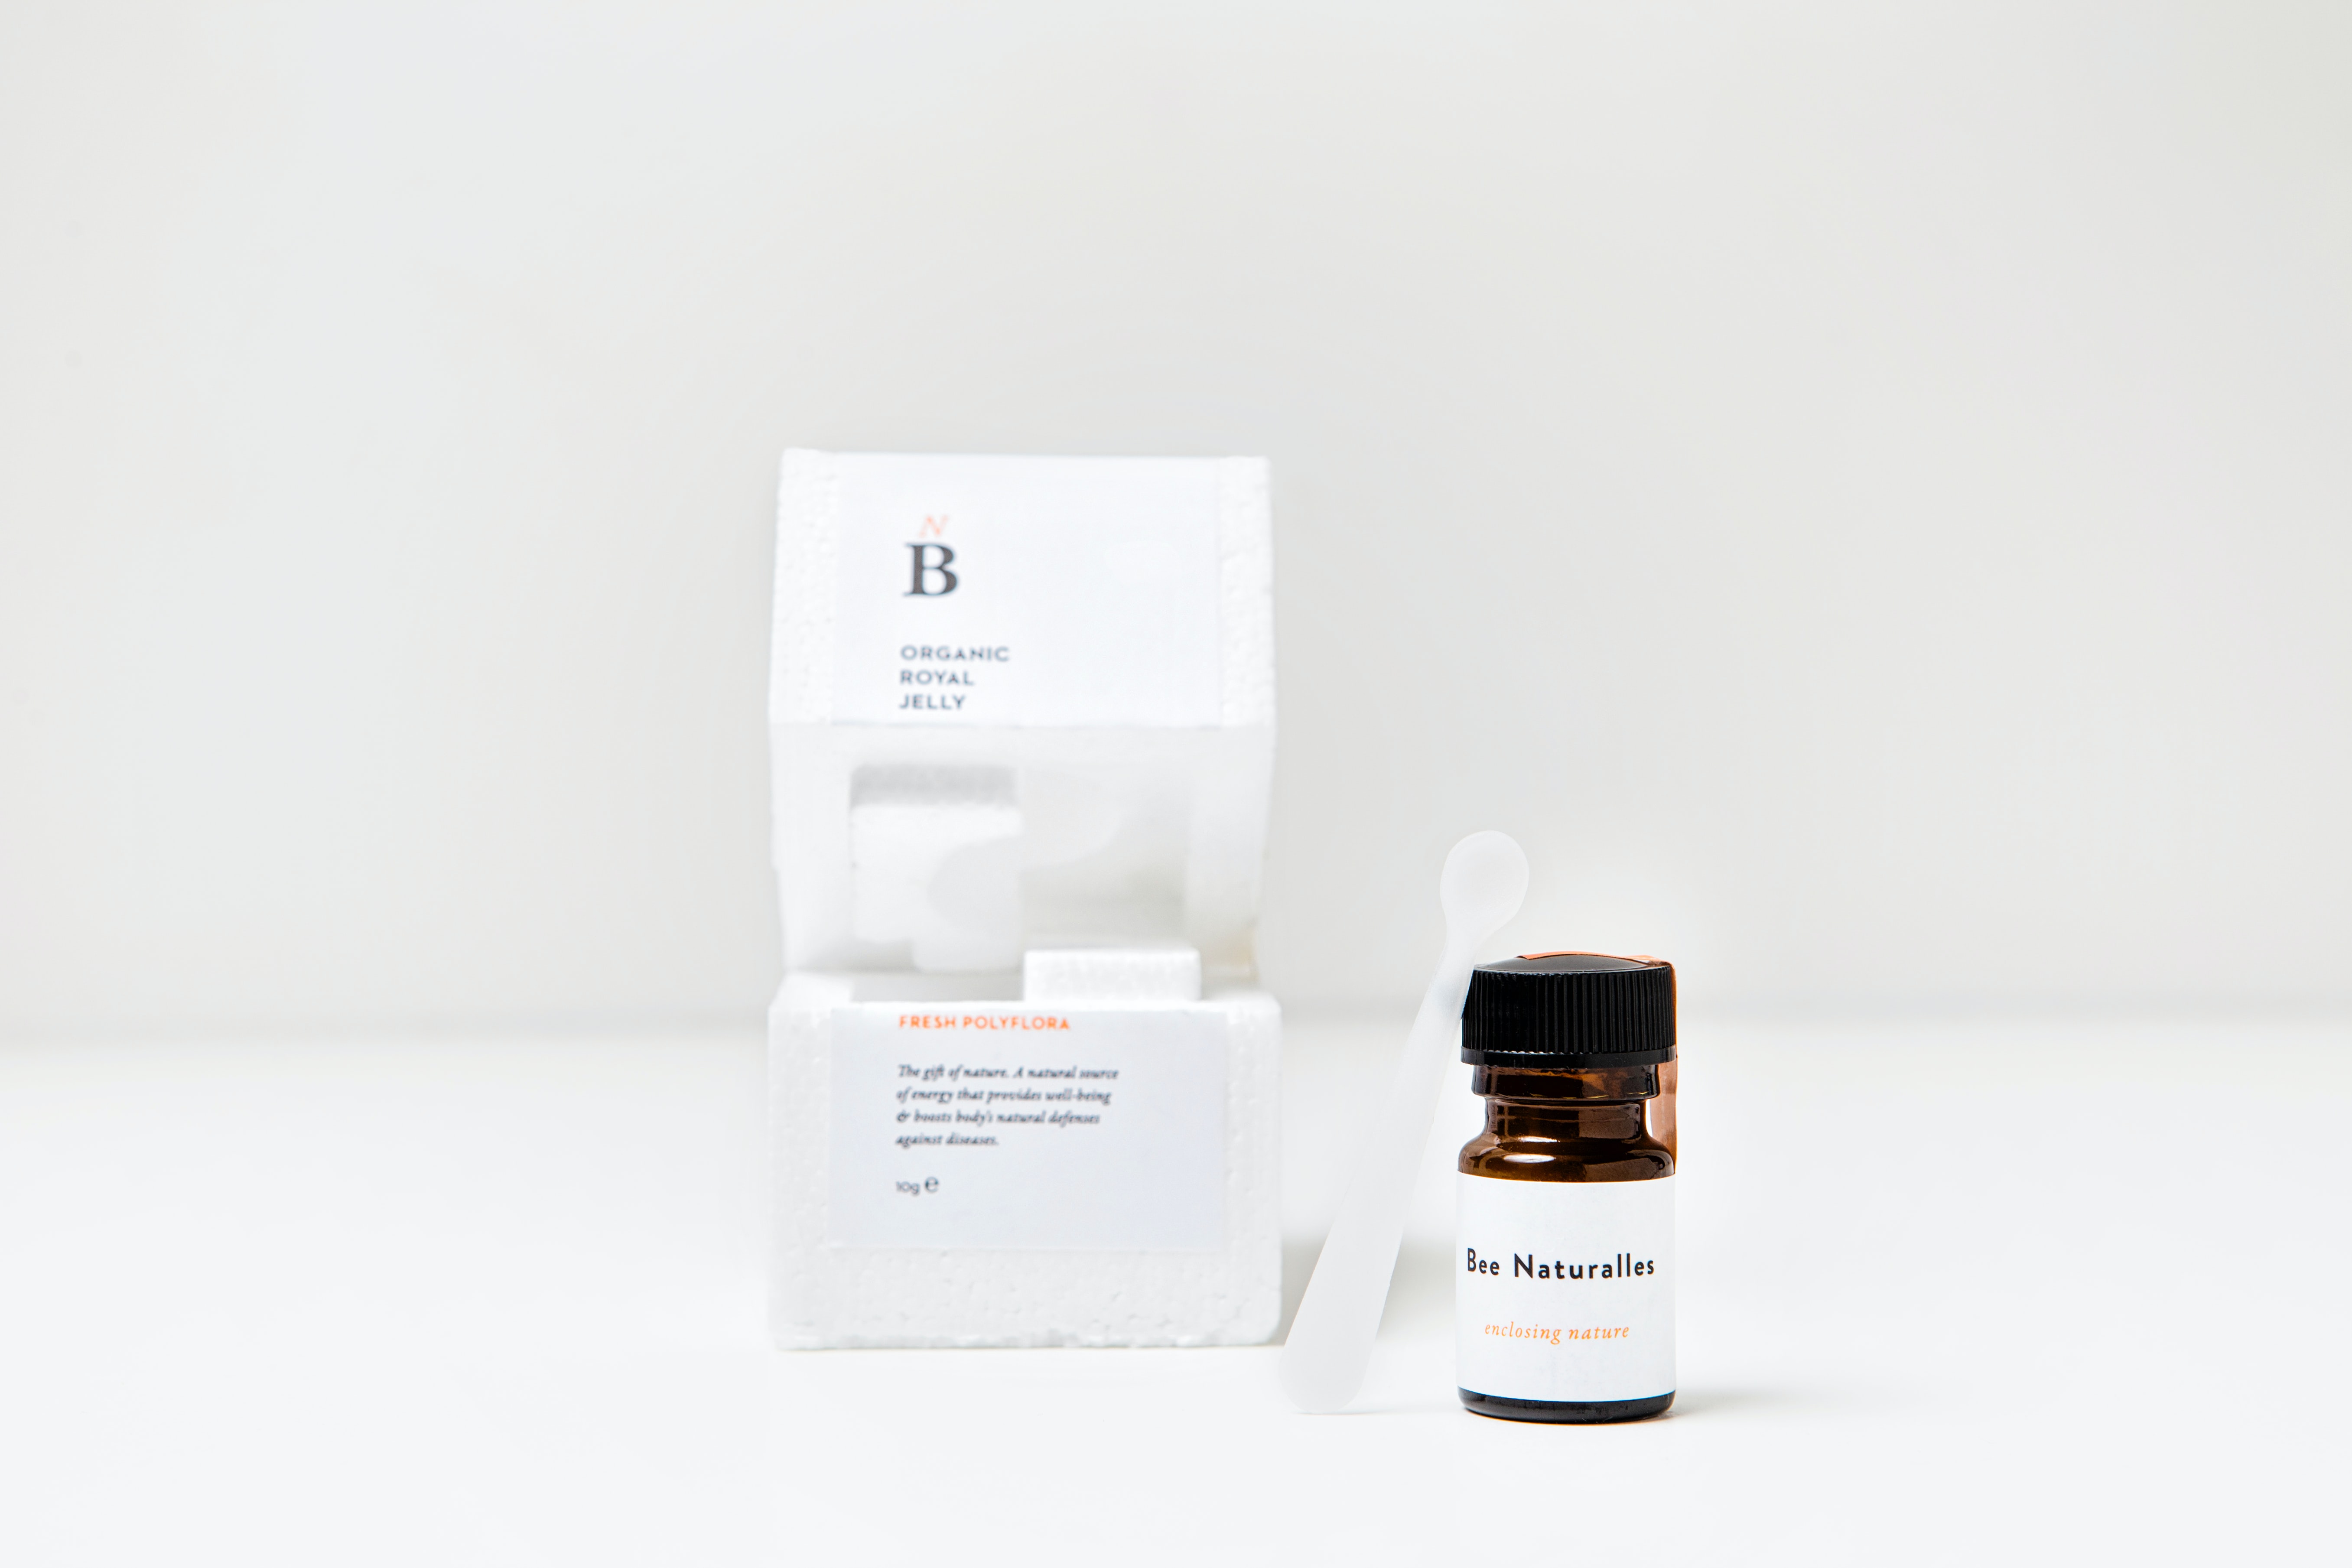 N
B
ORGANIC
ROYAL
JELLY
FRESH POLYFLORA
The gift of nature. A natural source
of energy that provides well-being
& boosts body's natural defenses
against diseases.
10g ℮
Bee Naturalles
enclosing nature